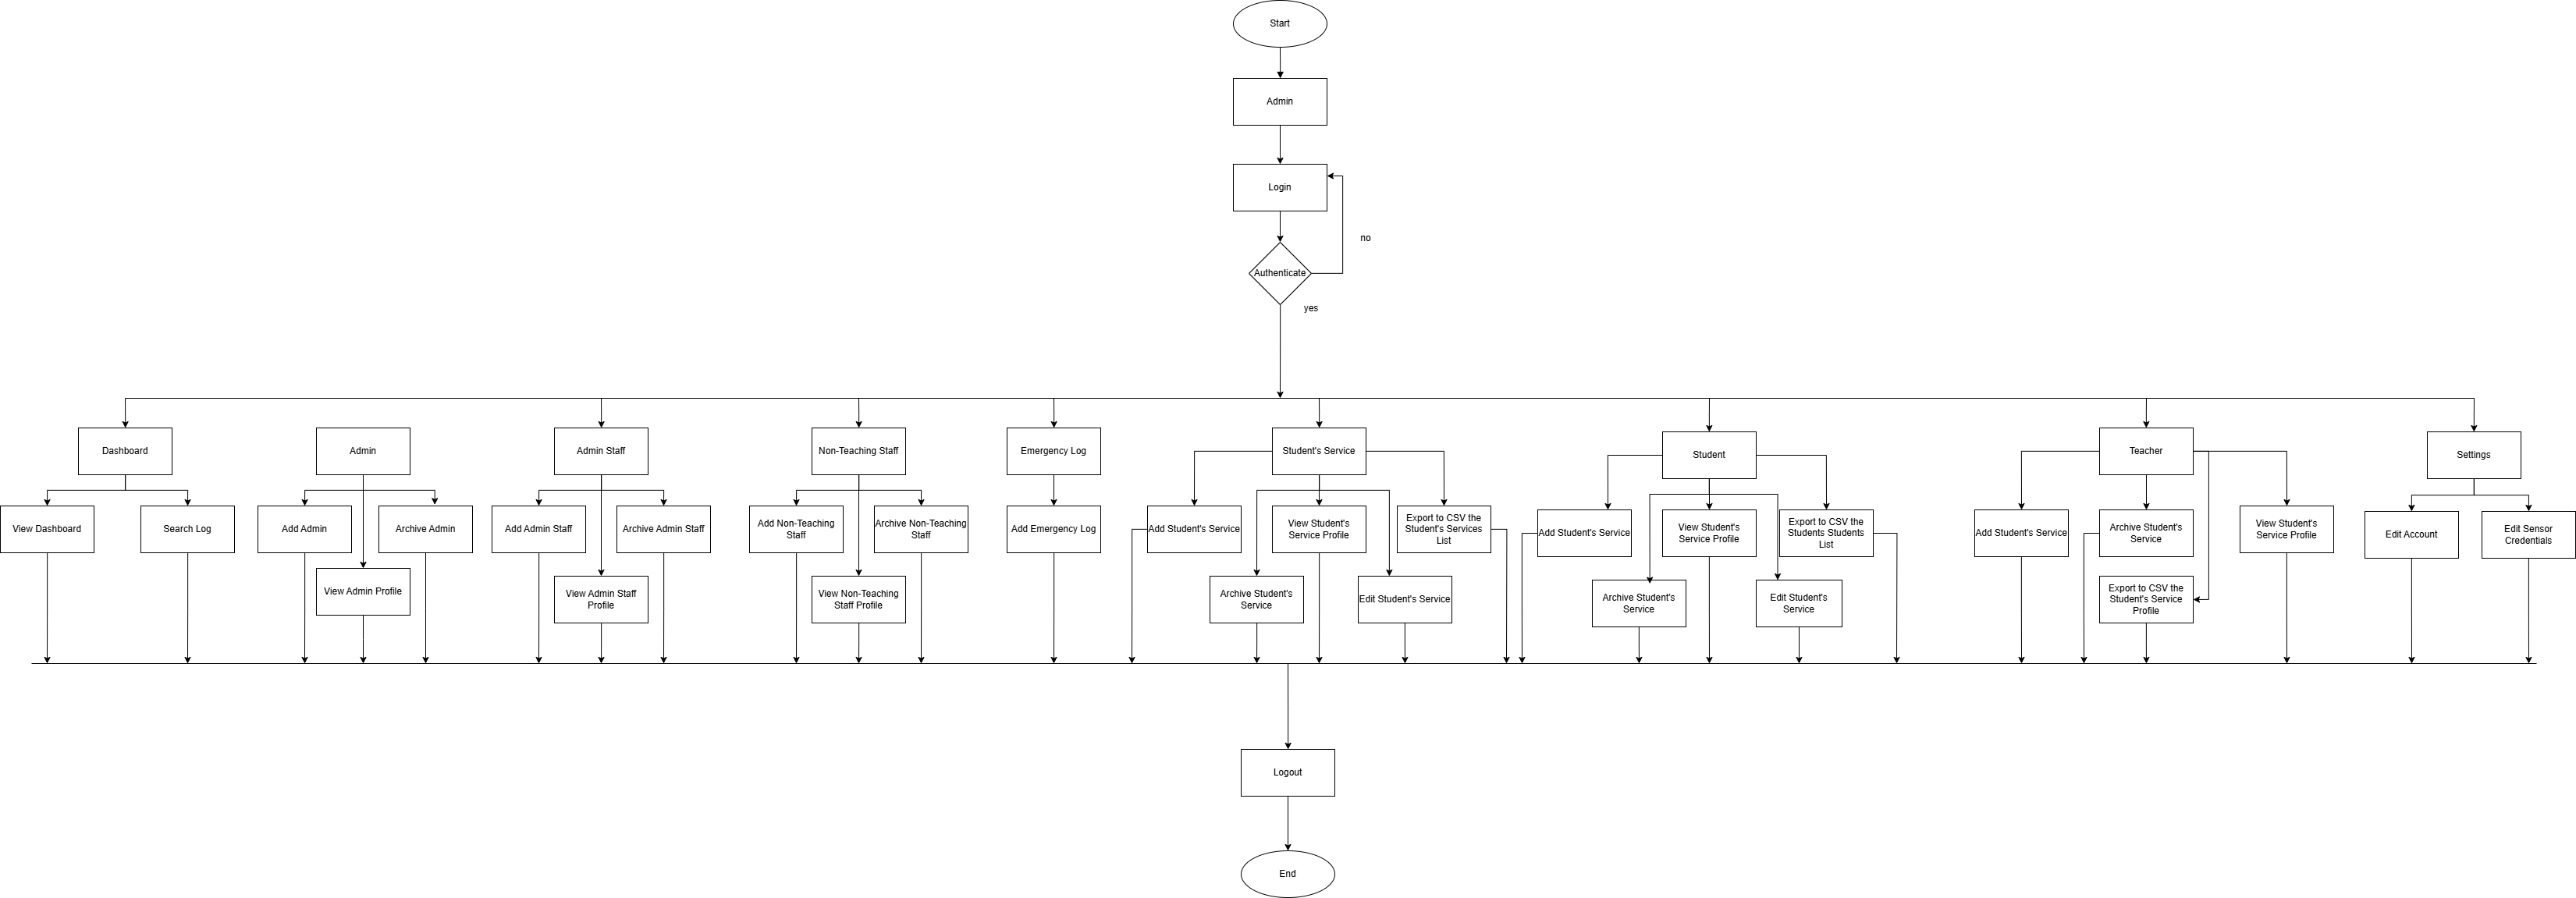 Start
Admin
Login
no
Authenticate
yes
Dashboard
Admin
Admin Staff
Non-Teaching Staff
Emergency Log
Student's Service
Student
Teacher
Settings
View Dashboard
Search Log
Add Admin
Archive Admin
Add Admin Staff
Archive Admin Staff
Add Non-Teaching
Staff
Archive Non-Teaching
Staff
Add Emergency Log
Add Student's Service
View Student's
Service Profile
Export to CSV the
Student's Services
List
Add Student's Service
View Student's
Service Profile
Export to CSV the
Students Students
List
Add Student's Service
Archive Student's
Service
View Student's
Service Profile
Edit Account
Edit Sensor
Credentials
View Admin Profile
View Admin Staff
Profile
View Non-Teaching
Staff Profile
Archive Student's
Service
Edit Student's Service
Archive Student's
Service
Edit Student's
Service
Export to CSV the
Student's Service
Profile
Logout
End